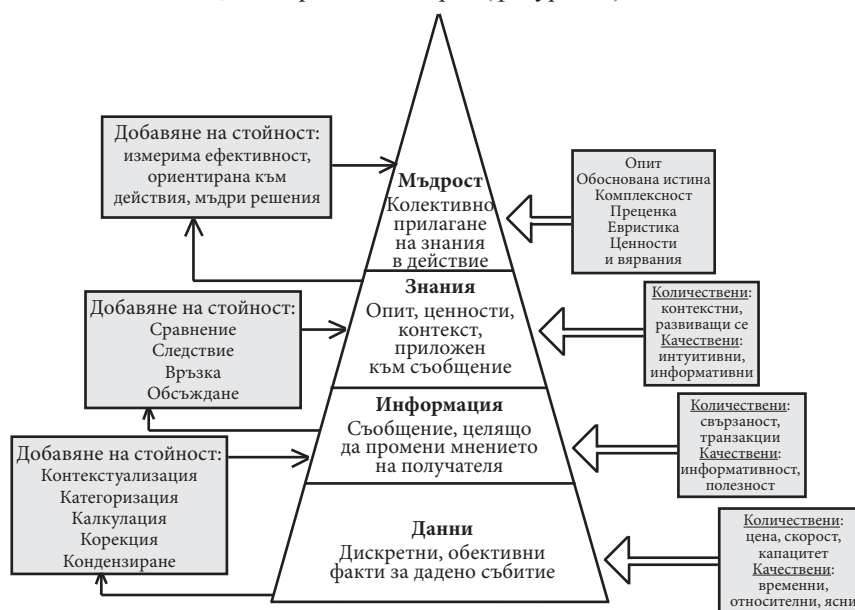 Добавяне на стойност:
измерима ефективност,
ориентирана към
действия, мъдри решения
Мъдрост
Колективно
прилагане
на знания
в действие
Опит
Обоснована истина
Комплексност
Преценка
Евристика
Ценности
и вярвания
Добавяне на стойност:
Сравнение
Следствие
Връзка
Обсъждане
Знания
Опит, ценности,
контекст,
приложен
към съобщение
Количествени:
контекстни,
развиващи се
Качествени:
интуитивни,
информативни
Добавяне на стойност:
Контекстуализация
Категоризация
Калкулация
Корекция
Кондензиране
Информация
Съобщение, целящо
да промени мнението
на получателя
Количествени:
свързаност,
транзакции
Качествени:
информативност,
полезност
Данни
Дискретни, обективни
факти за дадено събитие
Количествени:
цена, скорост,
капацитет
Качествени:
временни,
относителни, ясни